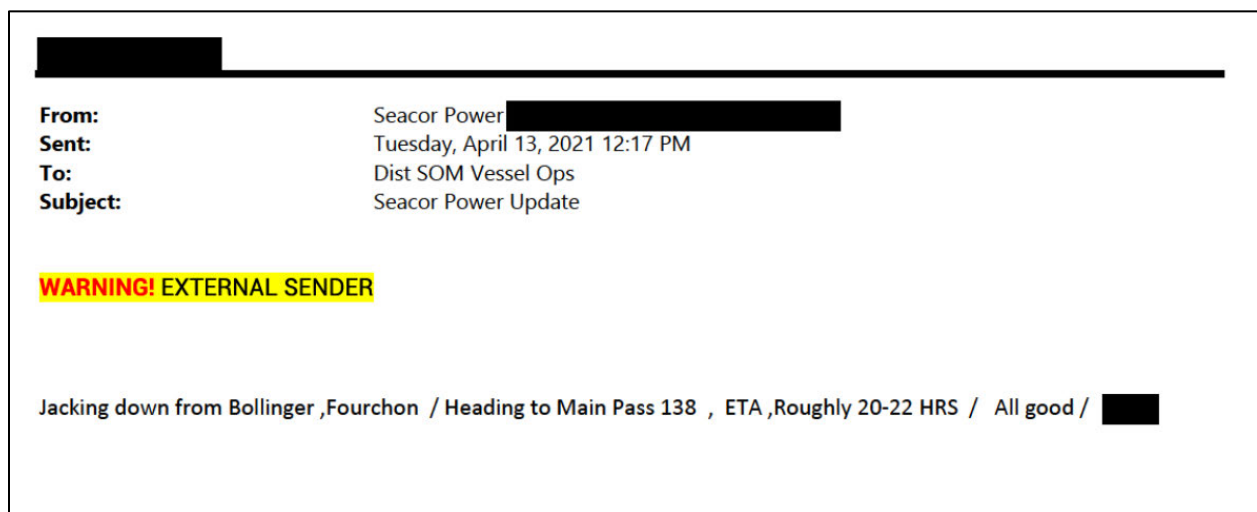 From: Seacor Power
Sent: Tuesday, April 13, 2021 12:17 PM
To: Dist SOM Vessel Ops
Subject: Seacor Power Update
WARNING! EXTERNAL SENDER
Jacking down from Bollinger ,Fourchon / Heading to Main Pass 138 , ETA ,Roughly 20-22 HRS / All good /